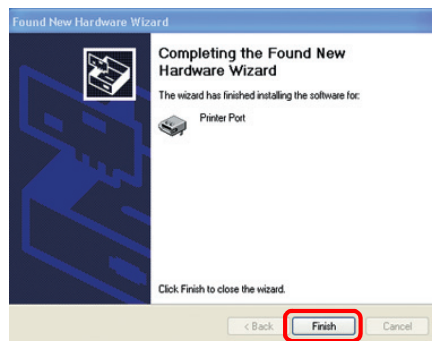 Found New Hardware Wizard
Completing the Found New
Hardware Wizard
The wizard has finished installing the software for:
Printer Port
Click Finish to close the wizard.
< Back
Finish
Cancel